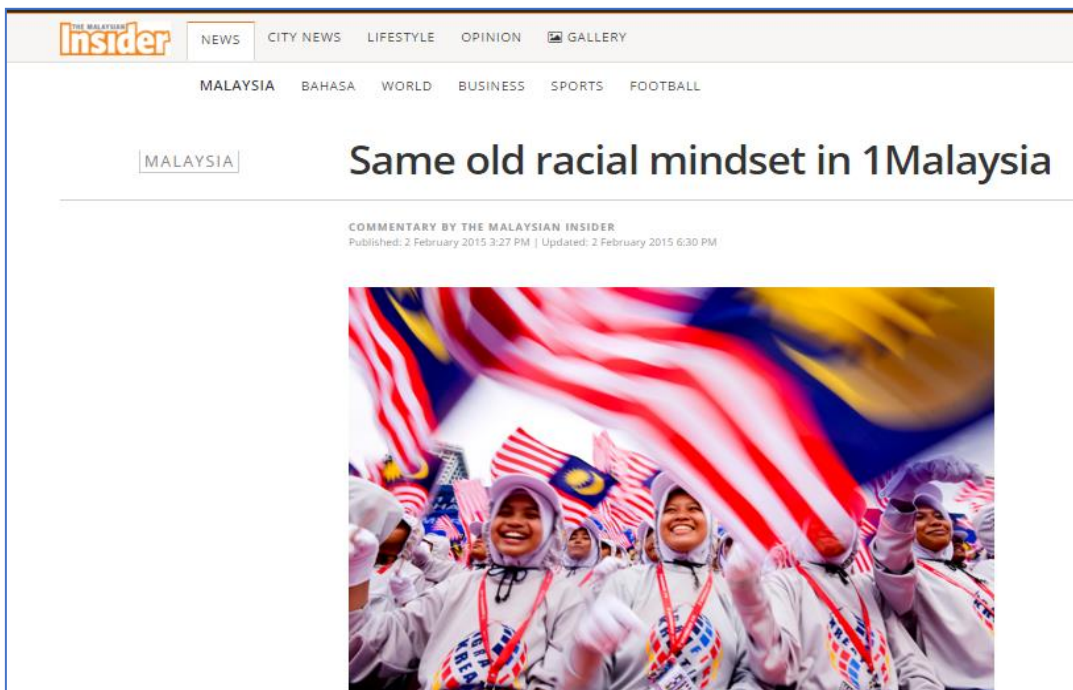 THE MALAYSIAN
Insider
NEWS CITY NEWS LIFESTYLE OPINION GALLERY
MALAYSIA BAHASA WORLD BUSINESS SPORTS FOOTBALL
MALAYSIA
Same old racial mindset in 1Malaysia
COMMENTARY BY THE MALAYSIAN INSIDER
Published: 2 February 2015 3:27 PM | Updated: 2 February 2015 6:30 PM